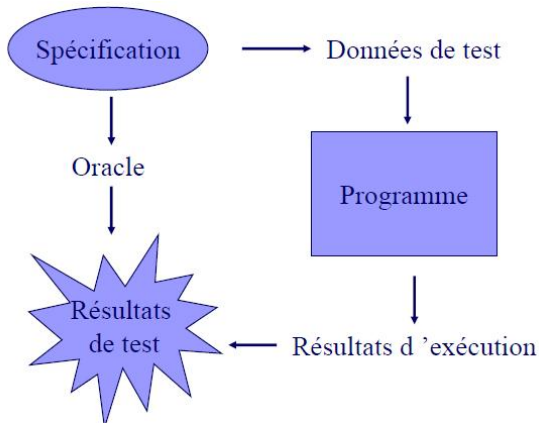 Spécification
Données de test
Oracle
Programme
Résultats
de test
Résultats d ’exécution